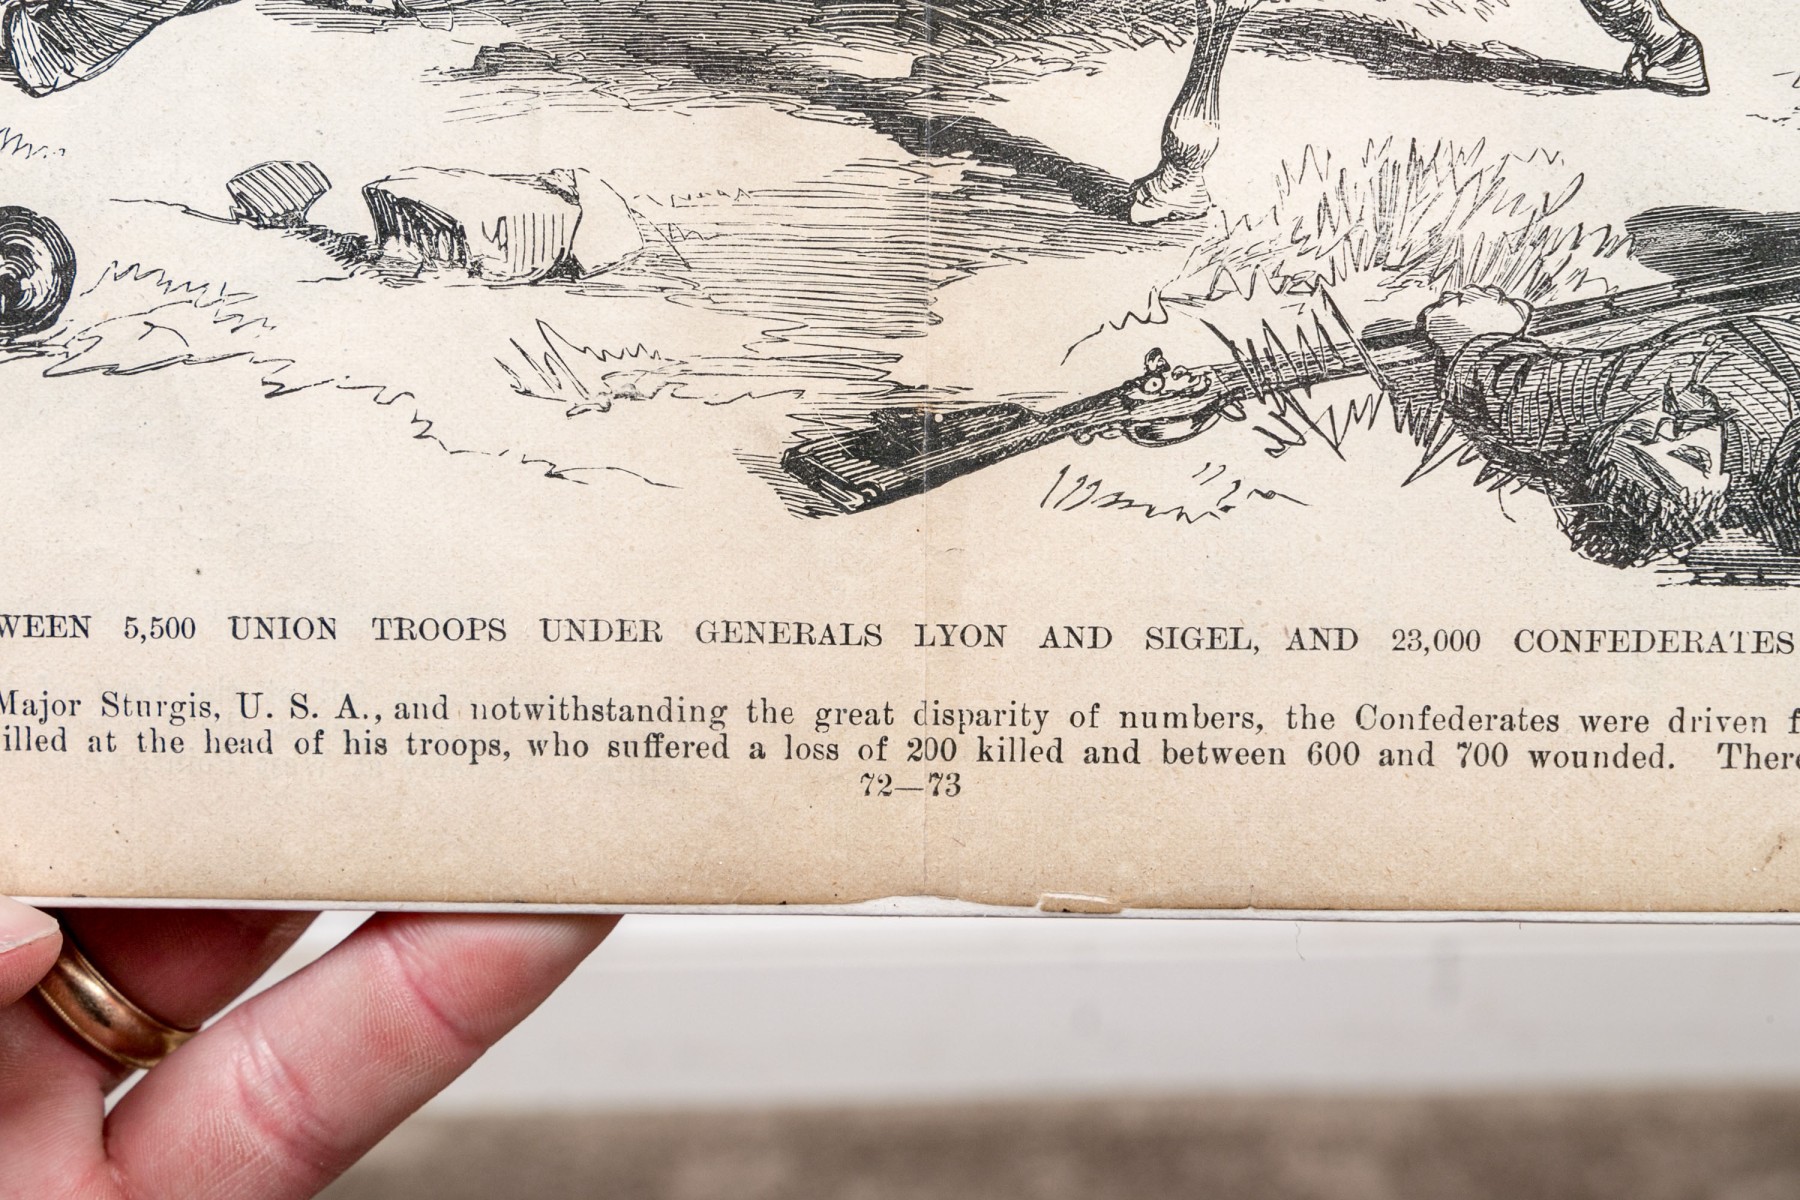 WEEN 5,500 UNION TROOPS UNDER GENERALS LYON AND SIGEL, AND 23,000 CONFEDERATES
Major Sturgis, U. S. A., and notwithstanding the great disparity of numbers, the Confederates were driven f
illed at the head of his troops, who suffered a loss of 200 killed and between 600 and 700 wounded. There
72—73